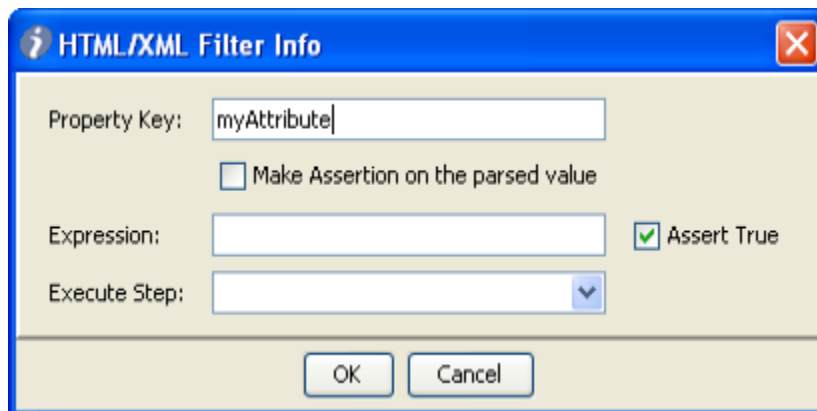 HTML/XML Filter Info
Property Key: myAttribute
Make Assertion on the parsed value
Expression: Assert True
Execute Step:
OK Cancel